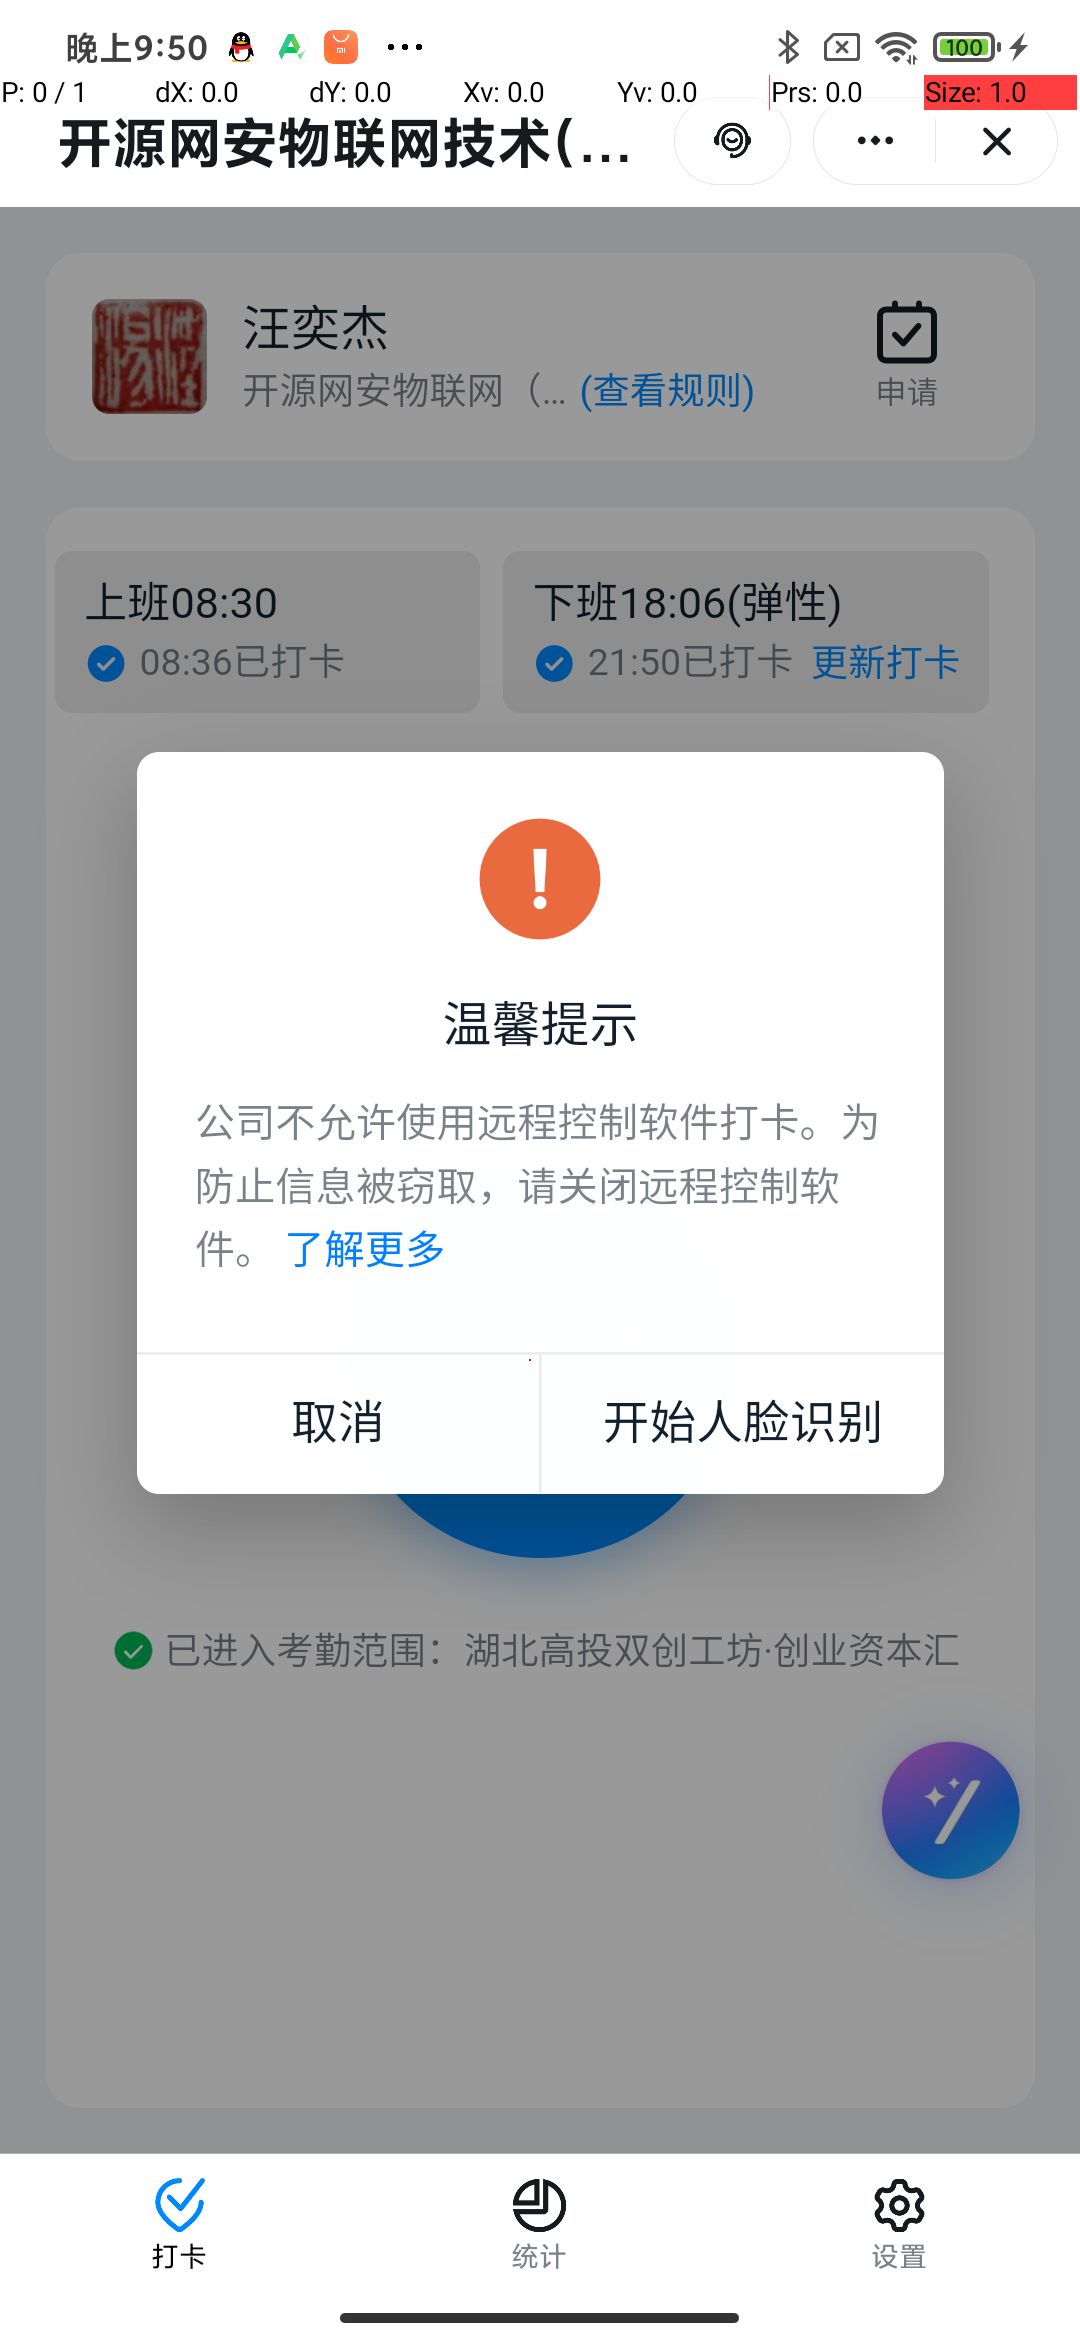 晚上9:50
100
P: 0 / 1 dX: 0.0 dY: 0.0 Xv: 0.0 Yv: 0.0 Prs: 0.0 Size: 1.0
开源网安物联网技术(...
汪奕杰
开源网安物联网（... (查看规则)
申请
上班08:30
08:36已打卡
下班18:06(弹性)
21:50已打卡 更新打卡
温馨提示
公司不允许使用远程控制软件打卡。为
防止信息被窃取，请关闭远程控制软
件。 了解更多
取消
开始人脸识别
已进入考勤范围：湖北高投双创工坊·创业资本汇
打卡
统计
设置